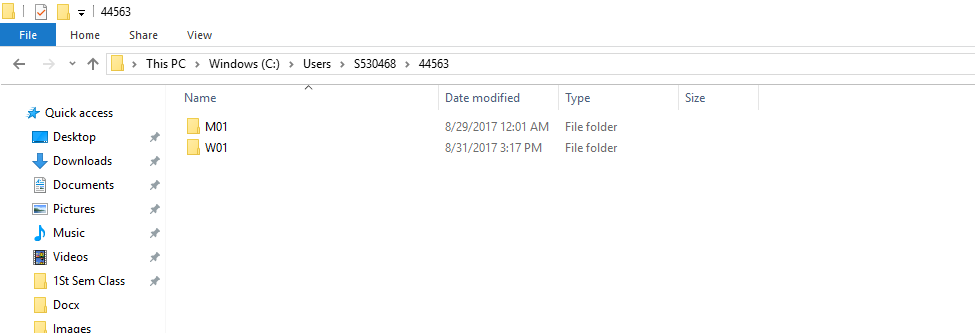 44563
File Home Share View
This PC Windows (C:) Users S530468 44563
Name Date modified Type Size
Quick access
M01 8/29/2017 12:01 AM File folder
Desktop
W01 8/31/2017 3:17 PM File folder
Downloads
Documents
Pictures
Music
Videos
1St Sem Class
Docx
Images